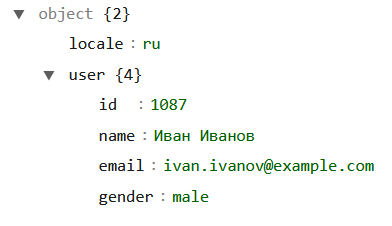 object {2}
locale : ru
user {4}
id : 1087
name : Иван Иванов
email : ivan.ivanov@example.com
gender : male